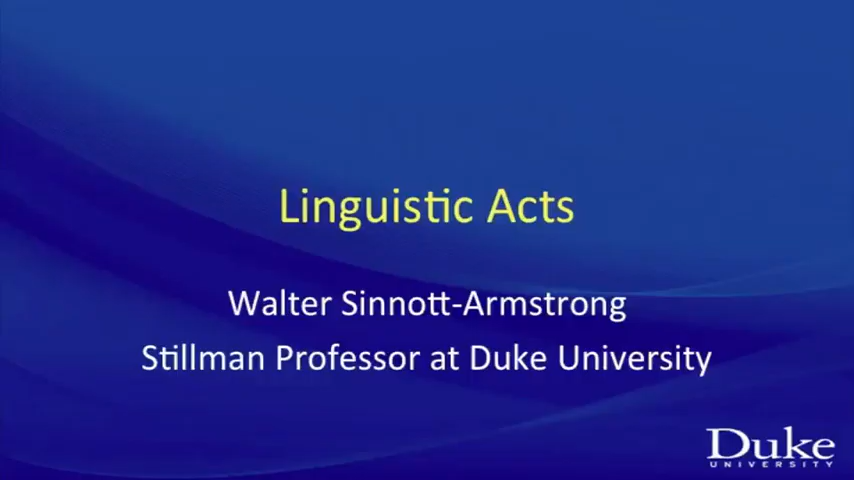 Linguistic Acts
Walter Sinnott-Armstrong
Stillman Professor at Duke University
Duke
UNIVERSITY